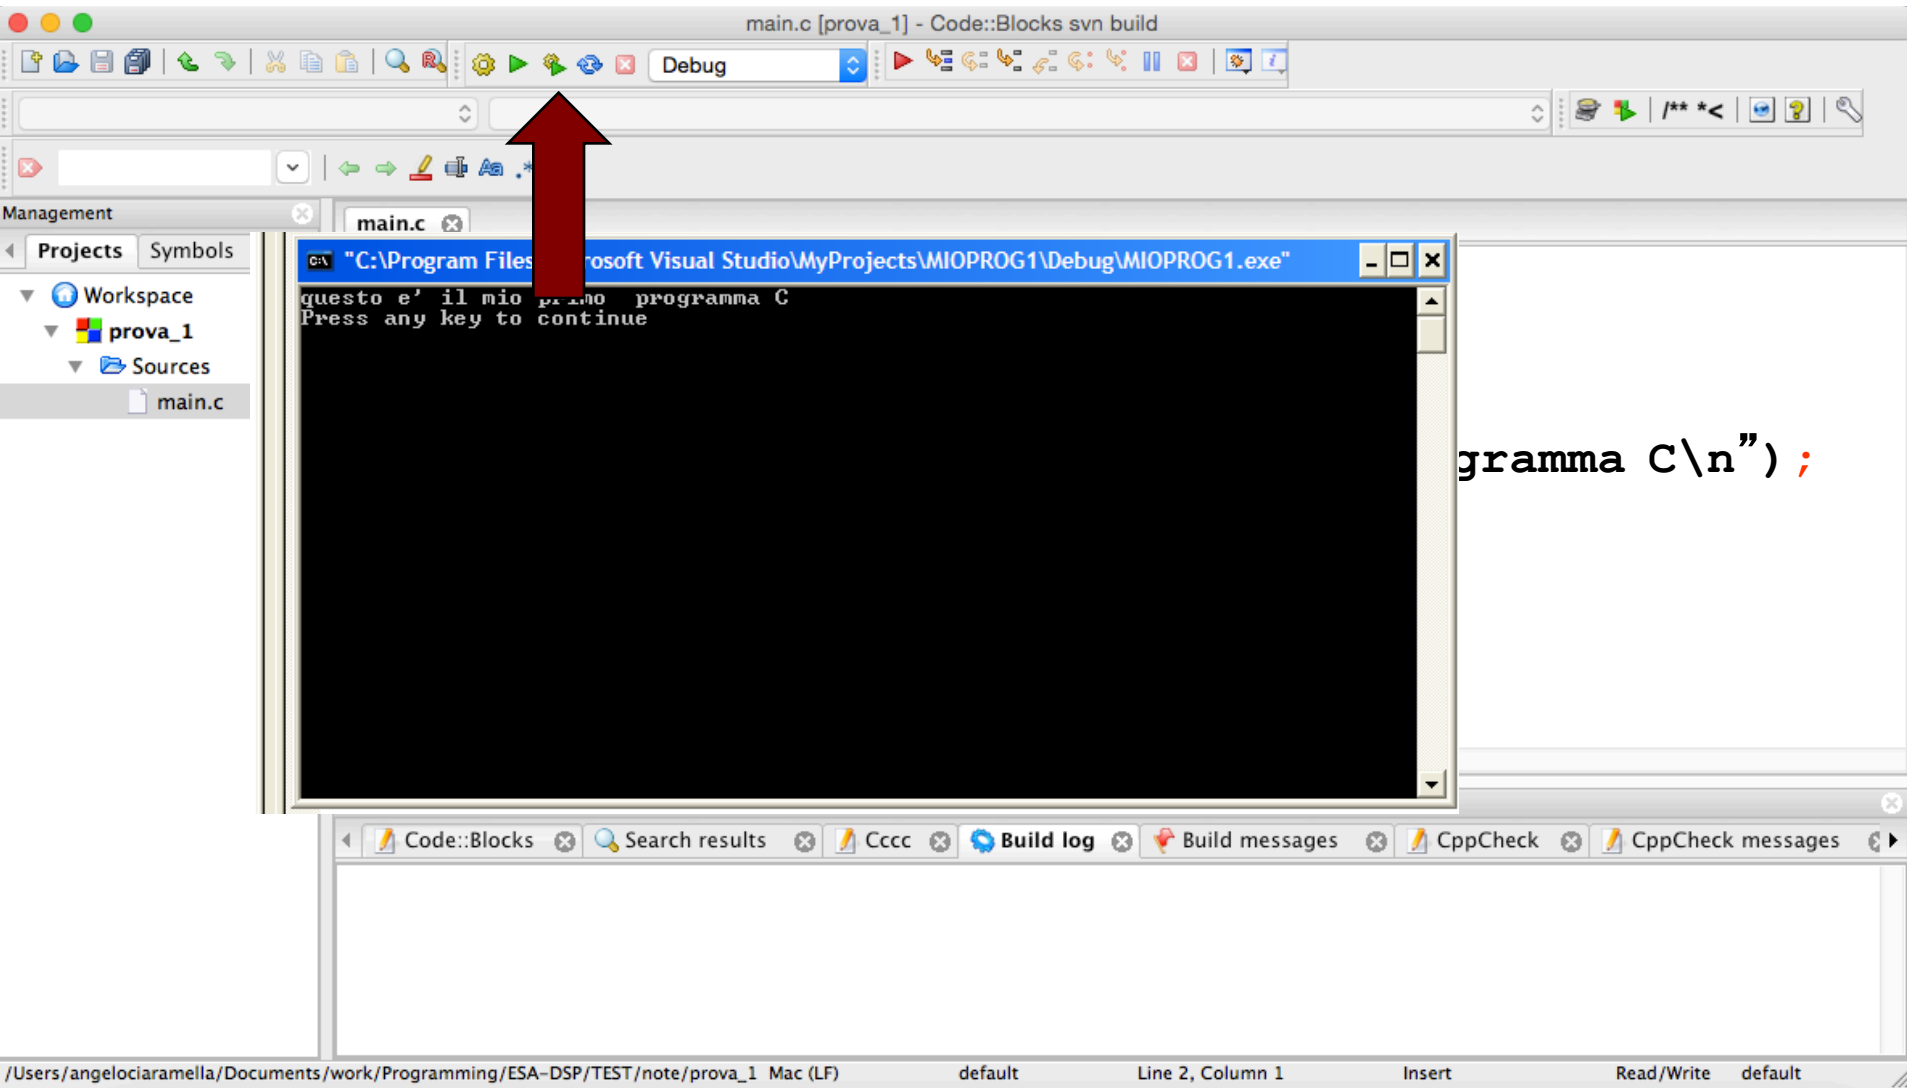 main.c [prova_1] - Code::Blocks svn build
Debug
/** *<
Aa .*
Management
main.c
Projects Symbols
"C:\Program Files rosoft Visual Studio\MyProjects\MIOPROG1\Debug\MIOPROG1.exe"
Workspace
questo e' il mio primo programma C
Press any key to continue
prova_1
Sources
main.c
gramma C\n”);
Code::Blocks Search results Cccc Build log Build messages CppCheck CppCheck messages
/Users/angelociaramella/Documents/work/Programming/ESA-DSP/TEST/note/prova_1 Mac (LF) default Line 2, Column 1 Insert Read/Write default